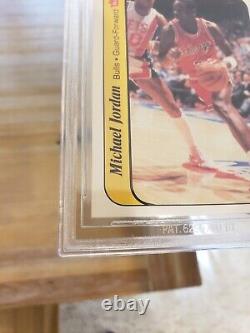 Michael Jordan
Bulls • Guard-Forward
PAT.